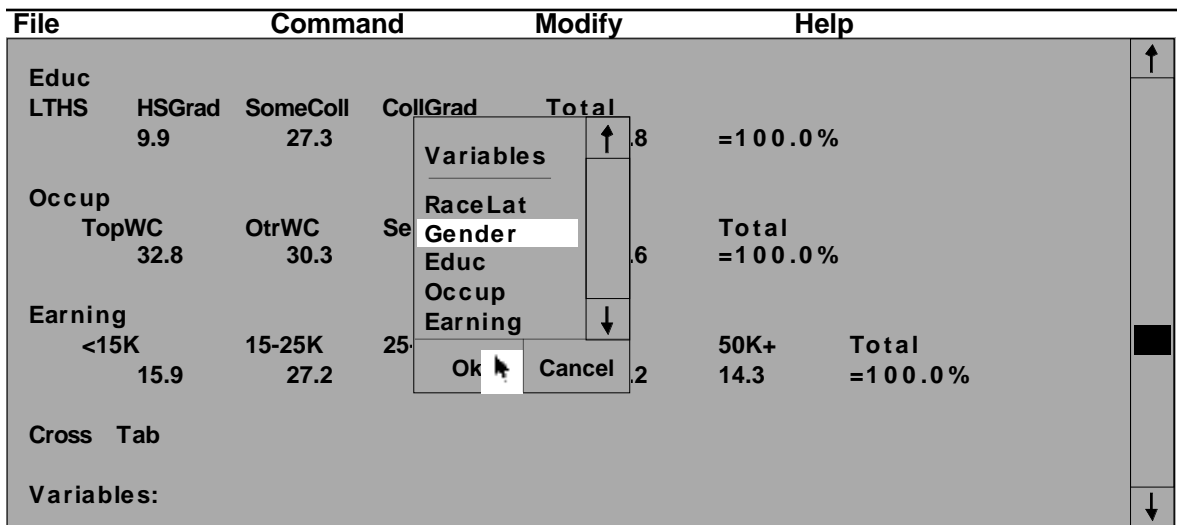 File Command Modify Help
Educ
LTHS HSGrad SomeColl CollGrad Total
9.9 27.3 .8 =100.0%
Occup
TopWC OtrWC Se Total
32.8 30.3 .6 =100.0%
Earning
<15K 15-25K 25- 50K+ Total
15.9 27.2 .2 14.3 =100.0%
Variables
RaceLat
Gender
Educ
Occup
Earning
Ok Cancel
Cross Tab
Variables: